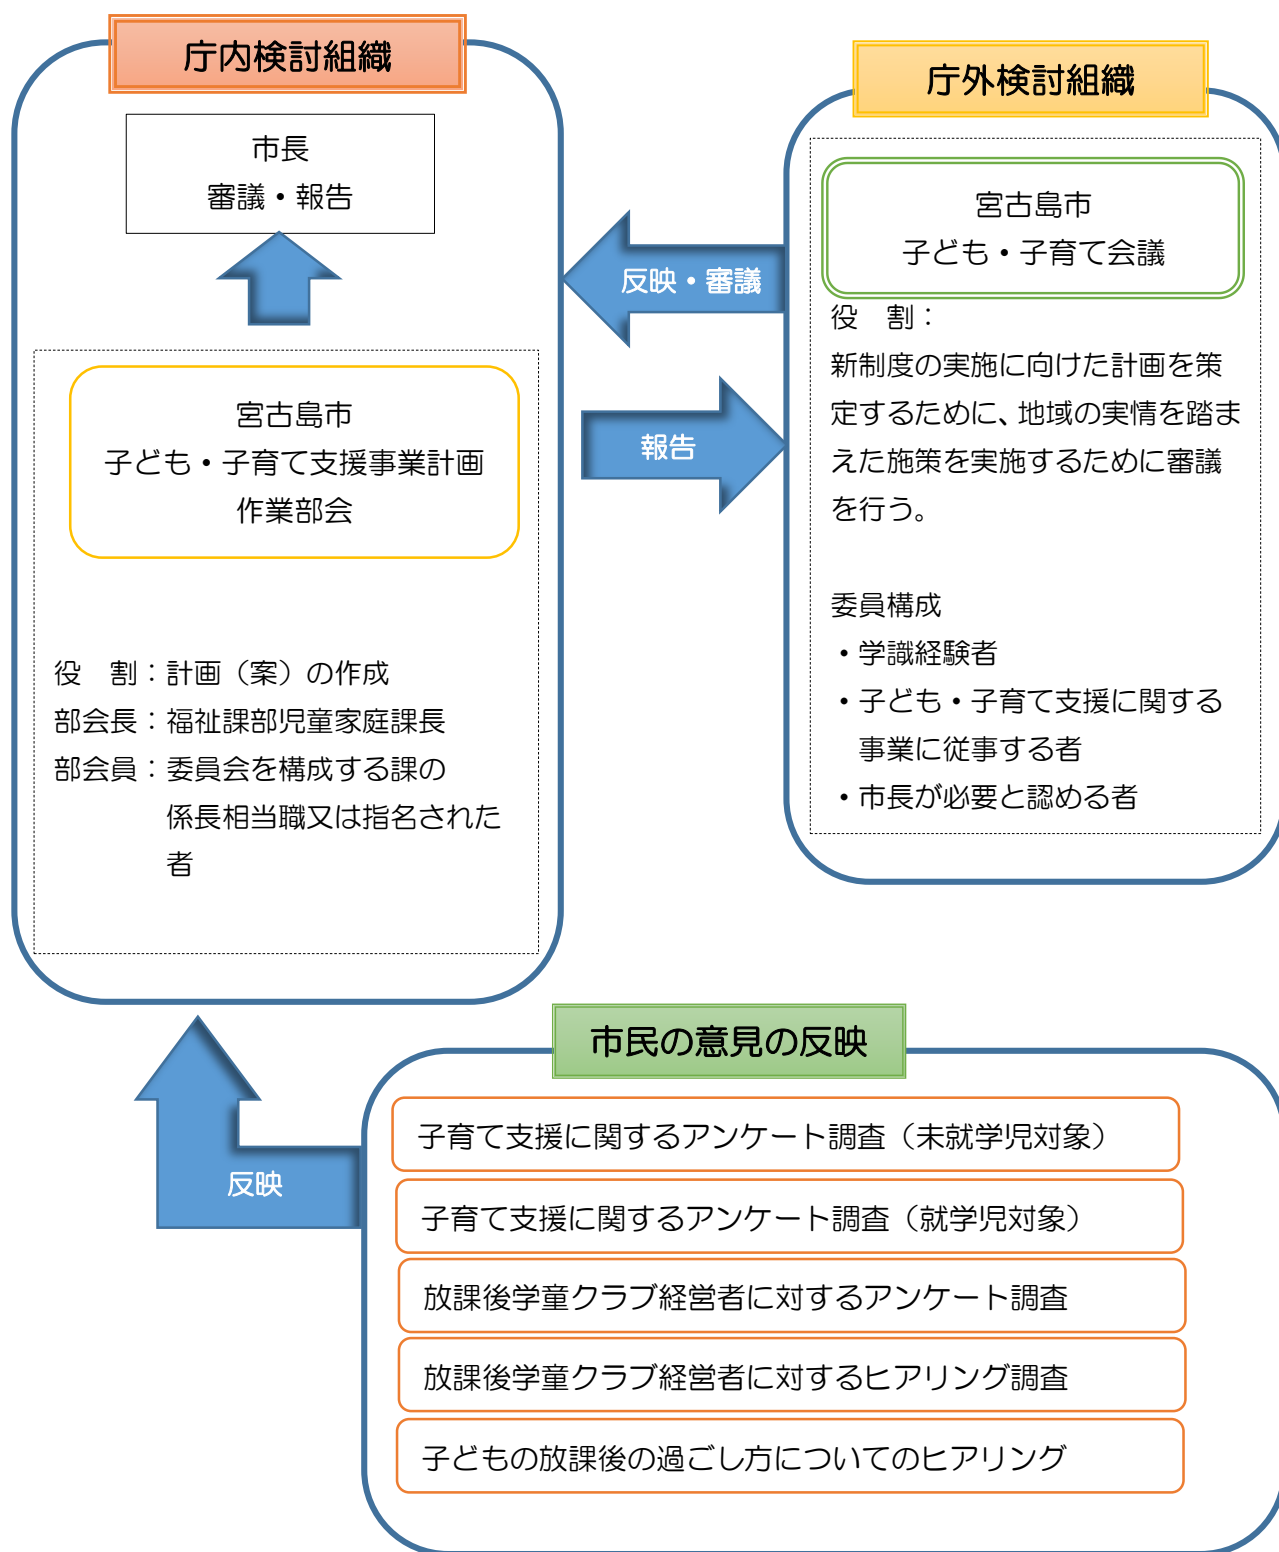 庁内検討組織
市長
審議・報告
宮古島市
子ども・子育て支援事業計画
作業部会
役　割：計画（案）の作成
部会長：福祉課部児童家庭課長
部会員：委員会を構成する課の
係長相当職又は指名された
者
反映・審議
報告
庁外検討組織
宮古島市
子ども・子育て会議
役　割：
新制度の実施に向けた計画を策
定するために、地域の実情を踏ま
えた施策を実施するために審議
を行う。
委員構成
・学識経験者
・子ども・子育て支援に関する
事業に従事する者
・市長が必要と認める者
反映
市民の意見の反映
子育て支援に関するアンケート調査（未就学児対象）
子育て支援に関するアンケート調査（就学児対象）
放課後学童クラブ経営者に対するアンケート調査
放課後学童クラブ経営者に対するヒアリング調査
子どもの放課後の過ごし方についてのヒアリング